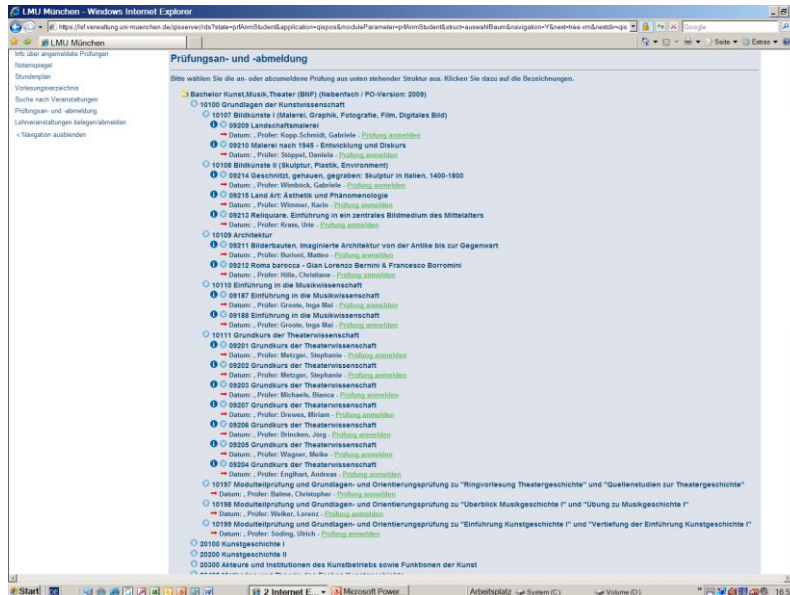 LMU München - Windows Internet Explorer
Google
LMU München
Seite
Extras
Info über angemeldete Prüfungen
Notenspiegel
Stundenplan
Vorlesungsverzeichnis
Suche nach Veranstaltungen
Prüfungsan- und -abmeldung
Lehrveranstaltungen belegen/abmelden
< Navigation ausblenden
Prüfungsan- und -abmeldung
Bitte wählen Sie die an- oder abzumeldene Prüfung aus unten stehender Struktur aus. Klicken Sie dazu auf die Bezeichnungen.
Bachelor Kunst,Musik,Theater (BNF) (Nebenfach / PO-Version: 2009)
10100 Grundlagen der Kunstwissenschaft
10107 Bildkünste I (Malerei, Graphik, Fotografie, Film, Digitales Bild)
09209 Landschaftsmalerei
Datum: , Prüfer: Kopp-Schmidt, Gabriele - Prüfung anmelden
09210 Malerei nach 1945 - Entwicklung und Diskurs
Datum: , Prüfer: Stöppel, Daniela - Prüfung anmelden
10108 Bildkünste II (Skulptur, Plastik, Environment)
09214 Geschnitzt, gehauen, gegraben: Skulptur in Italien, 1400-1600
Datum: , Prüfer: Wimböck, Gabriele - Prüfung anmelden
09215 Land Art: Ästhetik und Phänomenologie
Datum: , Prüfer: Wimmer, Karin - Prüfung anmelden
09213 Reliquiare. Einführung in ein zentrales Bildmedium des Mittelalters
Datum: , Prüfer: Krass, Urte - Prüfung anmelden
10109 Architektur
09211 Bilderbauten. Imaginierte Architektur von der Antike bis zur Gegenwart
Datum: , Prüfer: Burioni, Matteo - Prüfung anmelden
09212 Roma barocca - Gian Lorenzo Bernini & Francesco Borromini
Datum: , Prüfer: Hille, Christiane - Prüfung anmelden
10110 Einführung in die Musikwissenschaft
09187 Einführung in die Musikwissenschaft
Datum: , Prüfer: Groote, Inga Mai - Prüfung anmelden
09188 Einführung in die Musikwissenschaft
Datum: , Prüfer: Groote, Inga Mai - Prüfung anmelden
10111 Grundkurs der Theaterwissenschaft
09201 Grundkurs der Theaterwissenschaft
Datum: , Prüfer: Metzger, Stephanie - Prüfung anmelden
09202 Grundkurs der Theaterwissenschaft
Datum: , Prüfer: Metzger, Stephanie - Prüfung anmelden
09203 Grundkurs der Theaterwissenschaft
Datum: , Prüfer: Michaels, Bianca - Prüfung anmelden
09207 Grundkurs der Theaterwissenschaft
Datum: , Prüfer: Drewes, Miriam - Prüfung anmelden
09206 Grundkurs der Theaterwissenschaft
Datum: , Prüfer: Brincken, Jörg - Prüfung anmelden
09205 Grundkurs der Theaterwissenschaft
Datum: , Prüfer: Wagner, Meike - Prüfung anmelden
09204 Grundkurs der Theaterwissenschaft
Datum: , Prüfer: Englhart, Andreas - Prüfung anmelden
10197 Modulteilprüfung und Grundlagen- und Orientierungsprüfung zu "Ringvorlesung Theatergeschichte" und "Quellenstudien zur Theatergeschichte"
Datum: , Prüfer: Balme, Christopher - Prüfung anmelden
10198 Modulteilprüfung und Grundlagen- und Orientierungsprüfung zu "Überblick Musikgeschichte I" und "Übung zu Musikgeschichte I"
Datum: , Prüfer: Welker, Lorenz - Prüfung anmelden
10199 Modulteilprüfung und Grundlagen- und Orientierungsprüfung zu "Einführung Kunstgeschichte I" und "Vertiefung der Einführung Kunstgeschichte I"
Datum: , Prüfer: Söding, Ulrich - Prüfung anmelden
20100 Kunstgeschichte I
20200 Kunstgeschichte II
20300 Akteure und Institutionen des Kunstbetriebs sowie Funktionen der Kunst
Start
2 Internet E...
Microsoft Power...
Arbeitsplatz
System (C)
Volume (D)